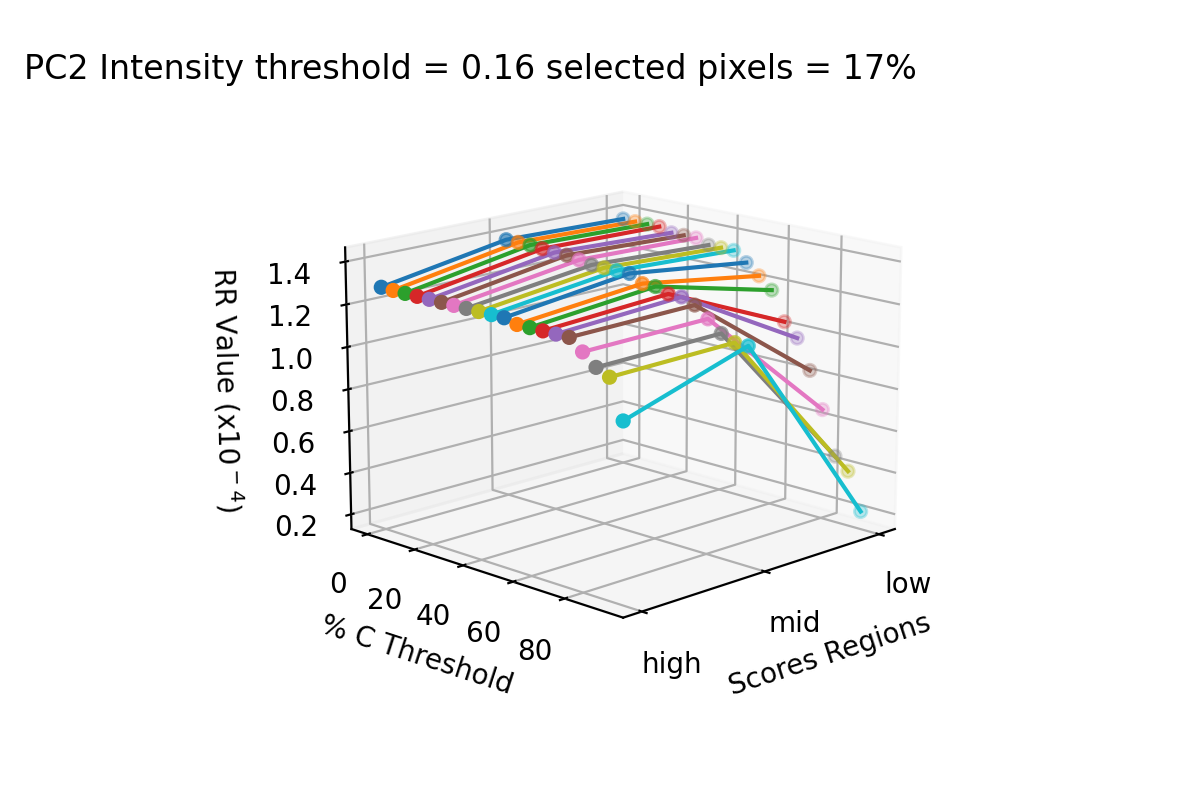 PC2 Intensity threshold = 0.16 selected pixels = 17%
RR Value (x10⁻⁴)
1.4
1.2
1.0
0.8
0.6
0.4
0.2
0
20
40
60
80
% C Threshold
high
mid
low
Scores Regions